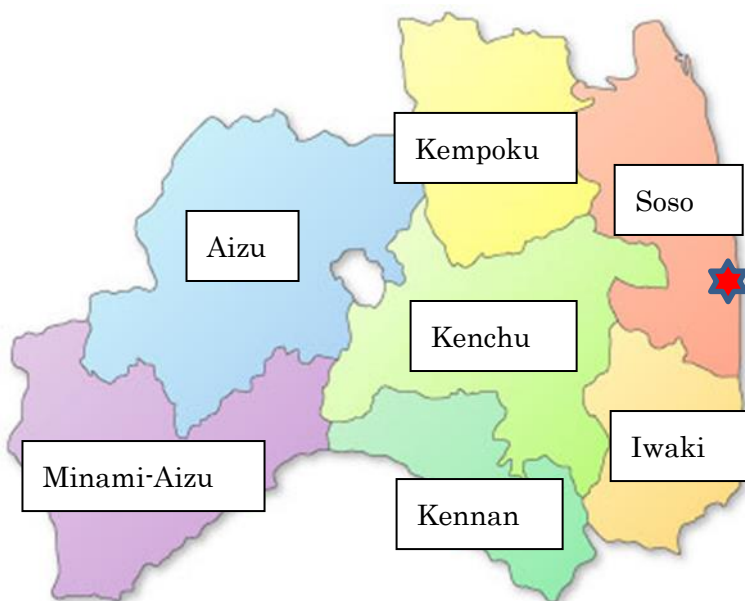 Kempoku
Soso
Aizu
Kenchu
Iwaki
Minami-Aizu
Kennan